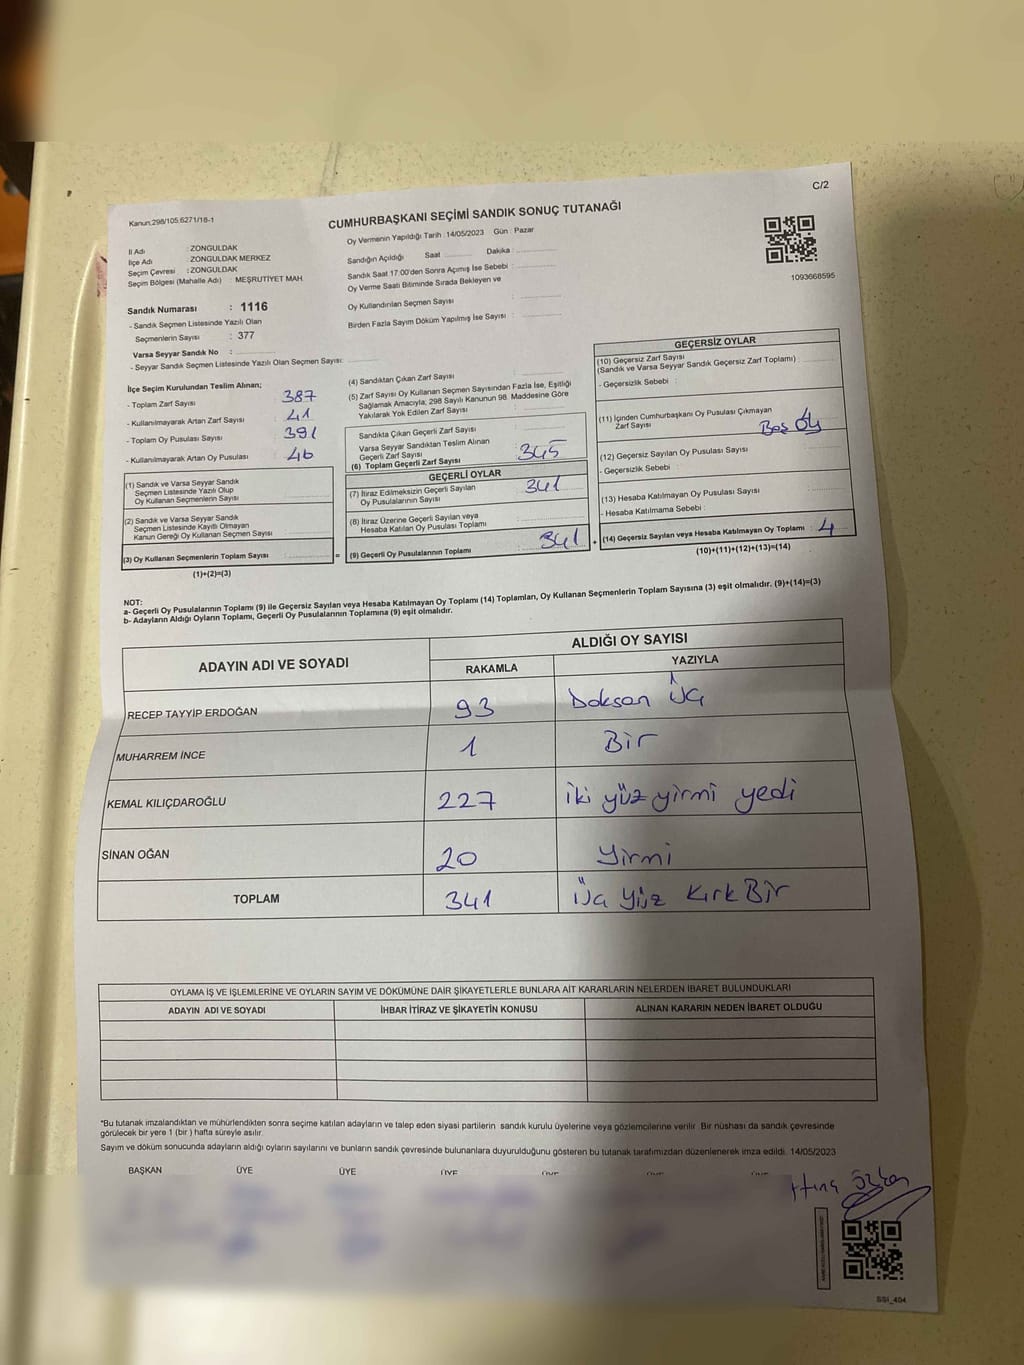 C/2
Kanun:298/105:6271/18-1
CUMHURBAŞKANI SEÇİMİ SANDIK SONUÇ TUTANAĞI
Oy Vermenin Yapıldığı Tarih :14/05/2023 Gün : Pazar
İl Adı : ZONGULDAK
İlçe Adı : ZONGULDAK MERKEZ
Seçim Çevresi : ZONGULDAK
Seçim Bölgesi (Mahalle Adı) : MEŞRUTİYET MAH.
Sandığın Açıldığı Saat Dakika :
Sandık Saat 17:00'den Sonra Açımış İse Sebebi :
Oy Verme Saati Bitiminde Sırada Bekleyen ve
Oy Kullandırılan Seçmen Sayısı :
Birden Fazla Sayım Döküm Yapılmış İse Sayısı :
1093668595
Sandık Numarası : 1116
- Sandık Seçmen Listesinde Yazılı Olan
Seçmenlerin Sayısı : 377
Varsa Seyyar Sandık No :
- Seyyar Sandık Seçmen Listesinde Yazılı Olan Seçmen Sayısı:
İlçe Seçim Kurulundan Teslim Alınan;
- Toplam Zarf Sayısı : 387
- Kullanılmayarak Artan Zarf Sayısı : 41
- Toplam Oy Pusulası Sayısı : 391
- Kullanılmayarak Artan Oy Pusulası : 46
(1) Sandık ve Varsa Seyyar Sandık
Seçmen Listesinde Yazılı Olup
Oy Kullanan Seçmenlerin Sayısı :
(2) Sandık ve Varsa Seyyar Sandık
Seçmen Listesinde Kayıtlı Olmayan
Kanun Gereği Oy Kullanan Seçmen Sayısı :
(3) Oy Kullanan Seçmenlerin Toplam Sayısı :
(1)+(2)=(3)
(4) Sandıktan Çıkan Zarf Sayısı :
(5) Zarf Sayısı Oy Kullanan Seçmen Sayısından Fazla İse, Eşitliği
Sağlamak Amacıyla, 298 Sayılı Kanunun 98. Maddesine Göre
Yakılarak Yok Edilen Zarf Sayısı :
Sandıkta Çıkan Geçerli Zarf Sayısı :
Varsa Seyyar Sandıktan Teslim Alınan
Geçerli Zarf Sayısı :
(6) Toplam Geçerli Zarf Sayısı : 345
GEÇERLİ OYLAR
(7) İtiraz Edilmeksizin Geçerli Sayılan
Oy Pusulalarının Sayısı : 341
(8) İtiraz Üzerine Geçerli Sayılan veya
Hesaba Katılan Oy Pusulası Toplamı :
= (9) Geçerli Oy Pusulalarının Toplamı : 341
GEÇERSİZ OYLAR
(10) Geçersiz Zarf Sayısı
(Sandık ve Varsa Seyyar Sandık Geçersiz Zarf Toplamı) :
- Geçersizlik Sebebi :
(11) İçinden Cumhurbaşkanı Oy Pusulası Çıkmayan
Zarf Sayısı : Boş Oy
(12) Geçersiz Sayılan Oy Pusulası Sayısı :
- Geçersizlik Sebebi :
(13) Hesaba Katılmayan Oy Pusulası Sayısı :
- Hesaba Katılmama Sebebi :
+ (14) Geçersiz Sayılan veya Hesaba Katılmayan Oy Toplamı : 4
(10)+(11)+(12)+(13)=(14)
NOT:
a- Geçerli Oy Pusulalarının Toplamı (9) ile Geçersiz Sayılan veya Hesaba Katılmayan Oy Toplamı (14) Toplamları, Oy Kullanan Seçmenlerin Toplam Sayısına (3) eşit olmalıdır. (9)+(14)=(3)
b- Adayların Aldığı Oyların Toplamı, Geçerli Oy Pusulalarının Toplamına (9) eşit olmalıdır.
ADAYIN ADI VE SOYADI ALDIĞI OY SAYISI
RAKAMLA YAZIYLA
RECEP TAYYİP ERDOĞAN 93 Doksan Üç
MUHARREM İNCE 1 Bir
KEMAL KILIÇDAROĞLU 227 iki yüz yirmi yedi
SİNAN OĞAN 20 Yirmi
TOPLAM 341 Üç Yüz Kırk Bir
OYLAMA İŞ VE İŞLEMLERİNE VE OYLARIN SAYIM VE DÖKÜMÜNE DAİR ŞİKAYETLERLE BUNLARA AİT KARARLARIN NELERDEN İBARET BULUNDUKLARI
ADAYIN ADI VE SOYADI İHBAR İTİRAZ VE ŞİKAYETİN KONUSU ALINAN KARARIN NEDEN İBARET OLDUĞU
*Bu tutanak imzalandıktan ve mühürlendikten sonra seçime katılan adayların ve talep eden siyasi partilerin sandık kurulu üyelerine veya gözlemcilerine verilir. Bir nüshası da sandık çevresinde
görülecek bir yere 1 (bir) hafta süreyle asılır.
Sayım ve döküm sonucunda adayların aldığı oyların sayılarını ve bunların sandık çevresinde bulunanlara duyurulduğunu gösteren bu tutanak tarafımızdan düzenlenerek imza edildi. 14/05/2023
BAŞKAN ÜYE ÜYE ÜYE
SSİ_404